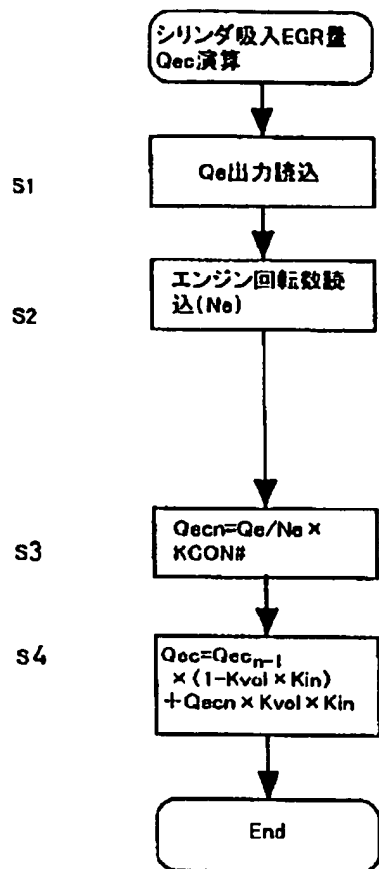 シリンダ吸入EGR量
Qec演算
S1
Qe出力読込
S2
エンジン回転数読
込(Ne)
S3
Qecn=Qe/Ne×
KCON#
S4
Qec=Qec n-1
×(1-Kvol×Kin)
+Qecn×Kvol×Kin
End